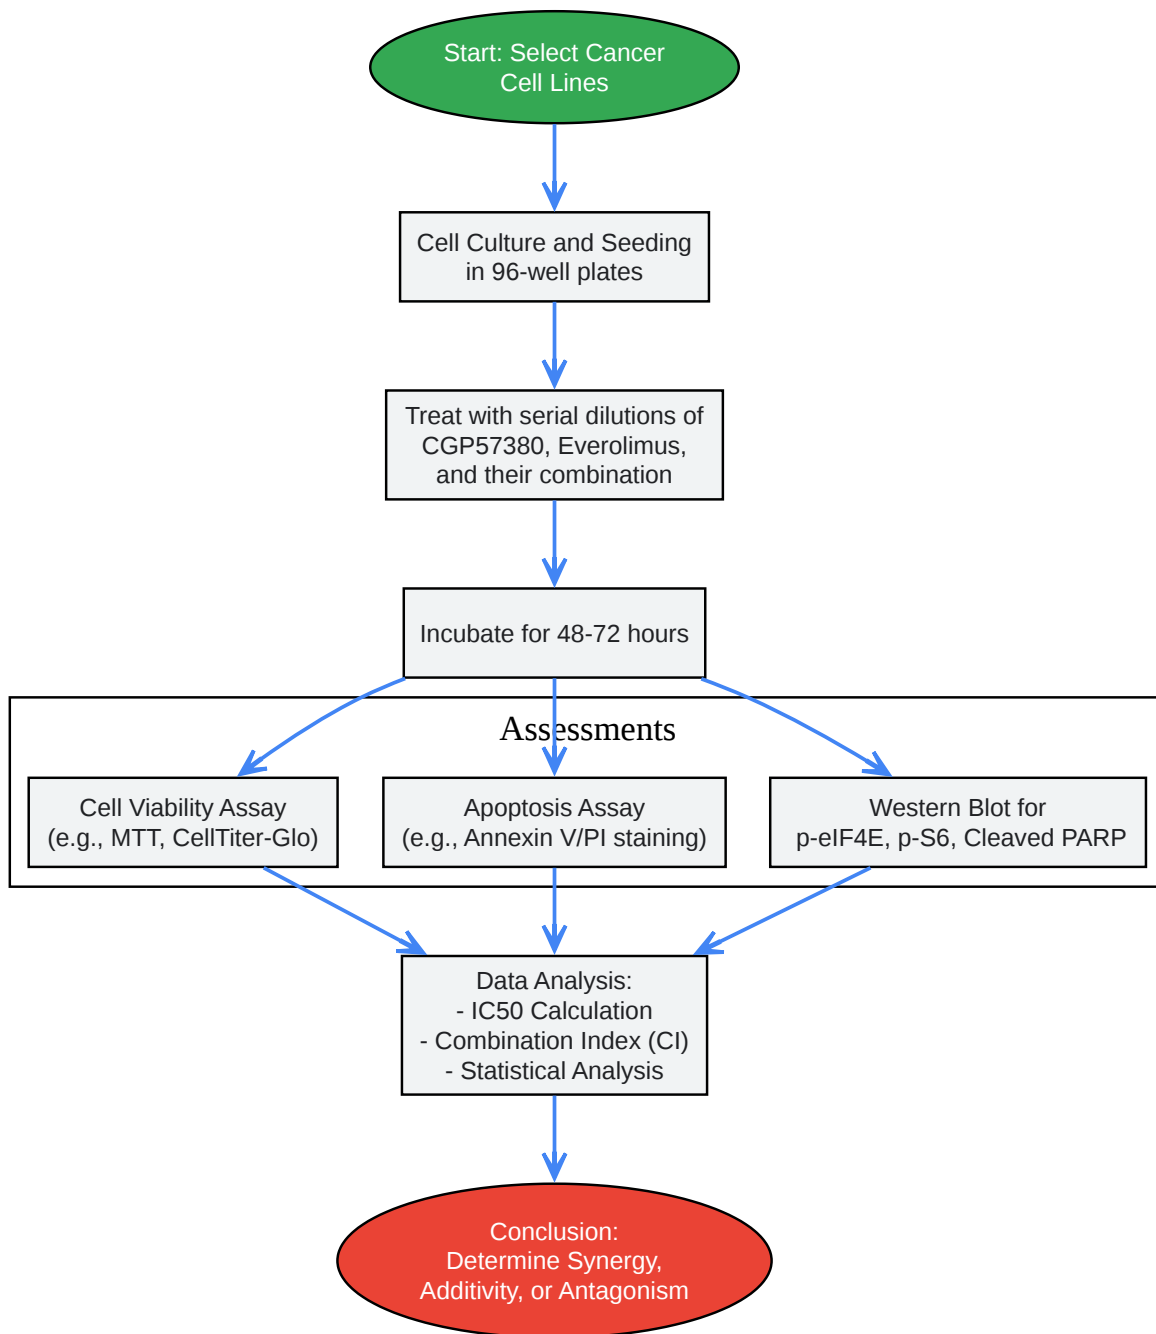 Start: Select Cancer
Cell Lines
Cell Culture and Seeding
in 96-well plates
Treat with serial dilutions of
CGP57380, Everolimus,
and their combination
Incubate for 48-72 hours
Assessments
Cell Viability Assay
(e.g., MTT, CellTiter-Glo)
Apoptosis Assay
(e.g., Annexin V/PI staining)
Western Blot for
p-eIF4E, p-S6, Cleaved PARP
Data Analysis:
- IC50 Calculation
- Combination Index (CI)
- Statistical Analysis
Conclusion:
Determine Synergy,
Additivity, or Antagonism